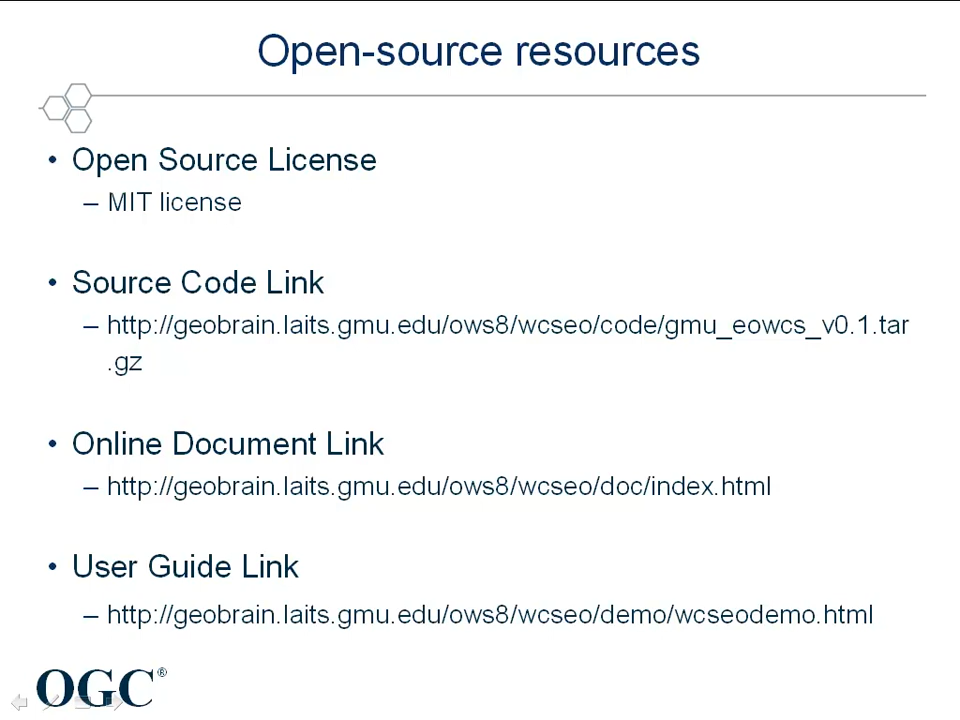 Open-source resources
• Open Source License
– MIT license
• Source Code Link
– http://geobrain.laits.gmu.edu/ows8/wcseo/code/gmu_eowcs_v0.1.tar
.gz
• Online Document Link
– http://geobrain.laits.gmu.edu/ows8/wcseo/doc/index.html
• User Guide Link
– http://geobrain.laits.gmu.edu/ows8/wcseo/demo/wcseodemo.html
OGC®